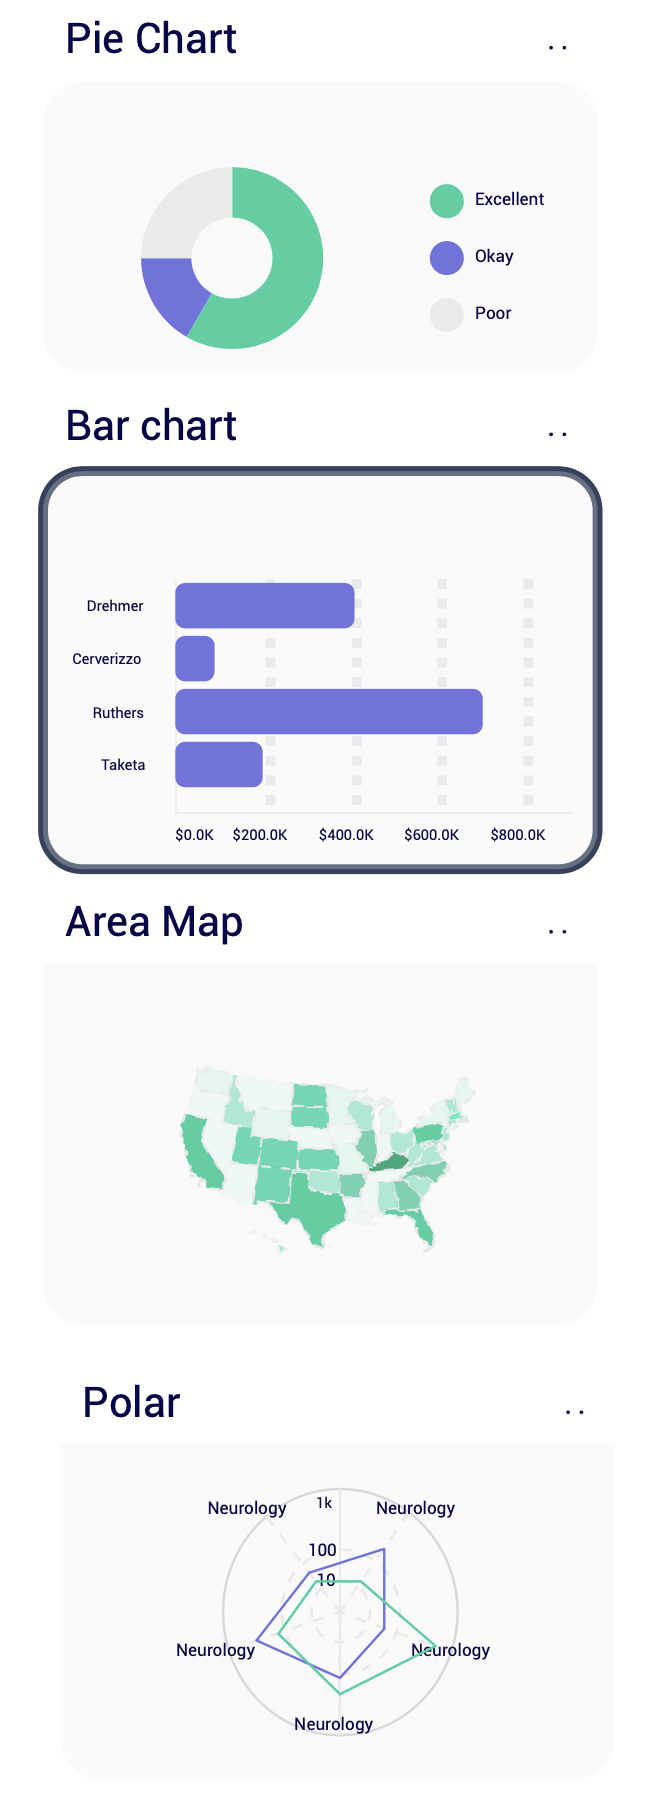 Pie Chart
Excellent
Okay
Poor
Bar chart
Drehmer
Cerverizzo
Ruthers
Taketa
$0.0K $200.0K $400.0K $600.0K $800.0K
Area Map
Polar
1k
Neurology Neurology
100
10
Neurology Neurology
Neurology